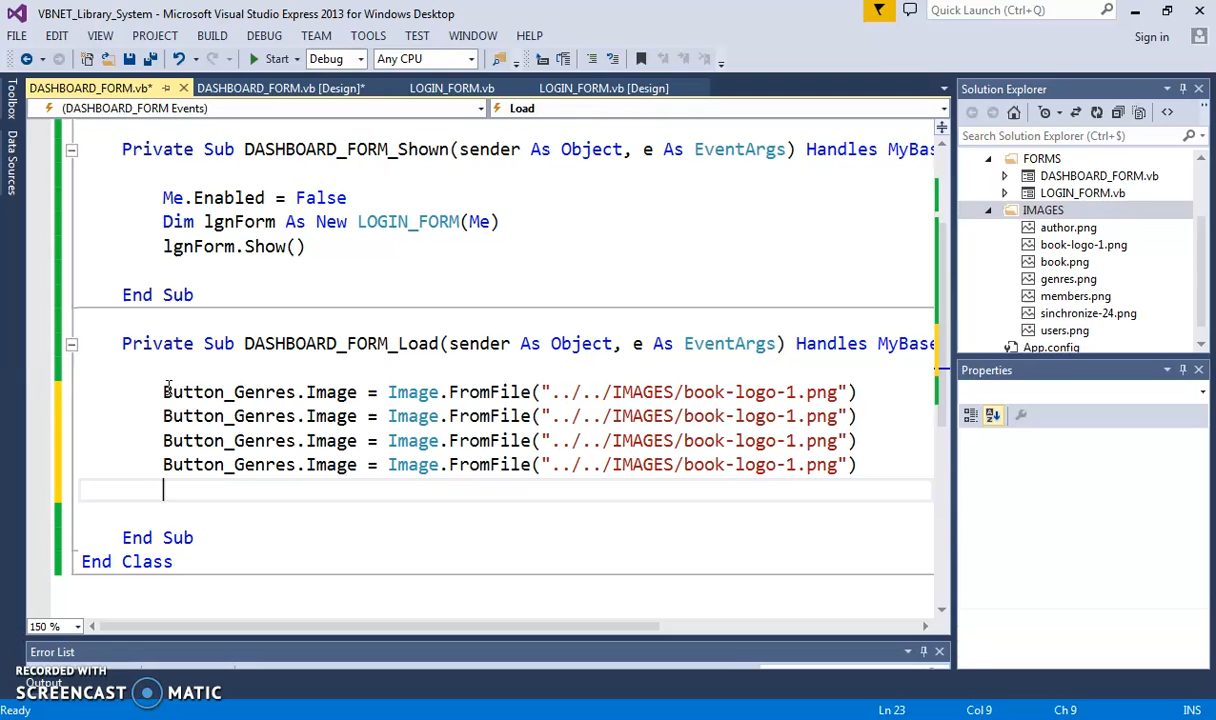 VBNET_Library_System - Microsoft Visual Studio Express 2013 for Windows Desktop
Quick Launch (Ctrl+Q)
FILE EDIT VIEW PROJECT BUILD DEBUG TEAM TOOLS TEST WINDOW HELP
Sign in
Start Debug Any CPU
Toolbox
Data Sources
DASHBOARD_FORM.vb* DASHBOARD_FORM.vb [Design]* LOGIN_FORM.vb LOGIN_FORM.vb [Design]
(DASHBOARD_FORM Events) Load
Private Sub DASHBOARD_FORM_Shown(sender As Object, e As EventArgs) Handles MyBas
Me.Enabled = False
Dim lgnForm As New LOGIN_FORM(Me)
lgnForm.Show()
End Sub
Private Sub DASHBOARD_FORM_Load(sender As Object, e As EventArgs) Handles MyBase
Button_Genres.Image = Image.FromFile("../../IMAGES/book-logo-1.png")
Button_Genres.Image = Image.FromFile("../../IMAGES/book-logo-1.png")
Button_Genres.Image = Image.FromFile("../../IMAGES/book-logo-1.png")
Button_Genres.Image = Image.FromFile("../../IMAGES/book-logo-1.png")
End Sub
End Class
150 %
Error List
Output
Solution Explorer
Search Solution Explorer (Ctrl+$)
FORMS
DASHBOARD_FORM.vb
LOGIN_FORM.vb
IMAGES
author.png
book-logo-1.png
book.png
genres.png
members.png
sinchronize-24.png
users.png
App.config
Properties
RECORDED WITH
SCREENCAST MATIC
Ready Ln 23 Col 9 Ch 9 INS